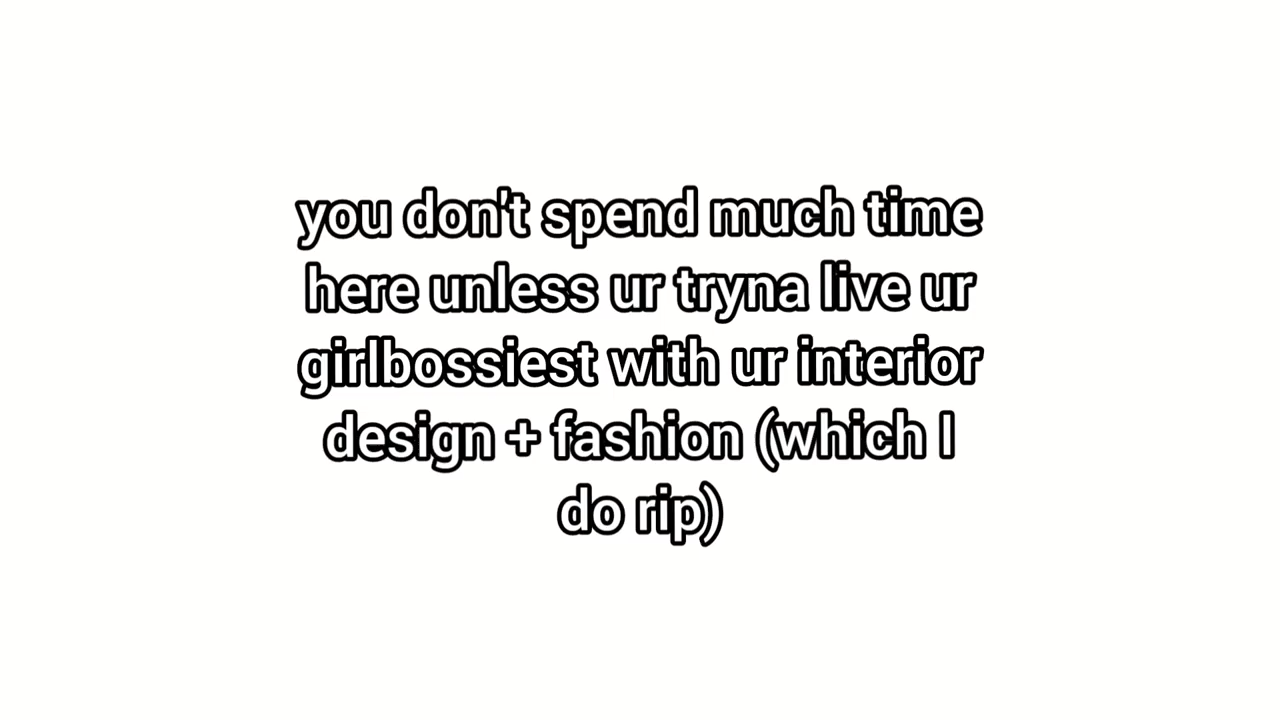 you don't spend much time
here unless ur tryna live ur
girlbossiest with ur interior
design + fashion (which I
do rip)